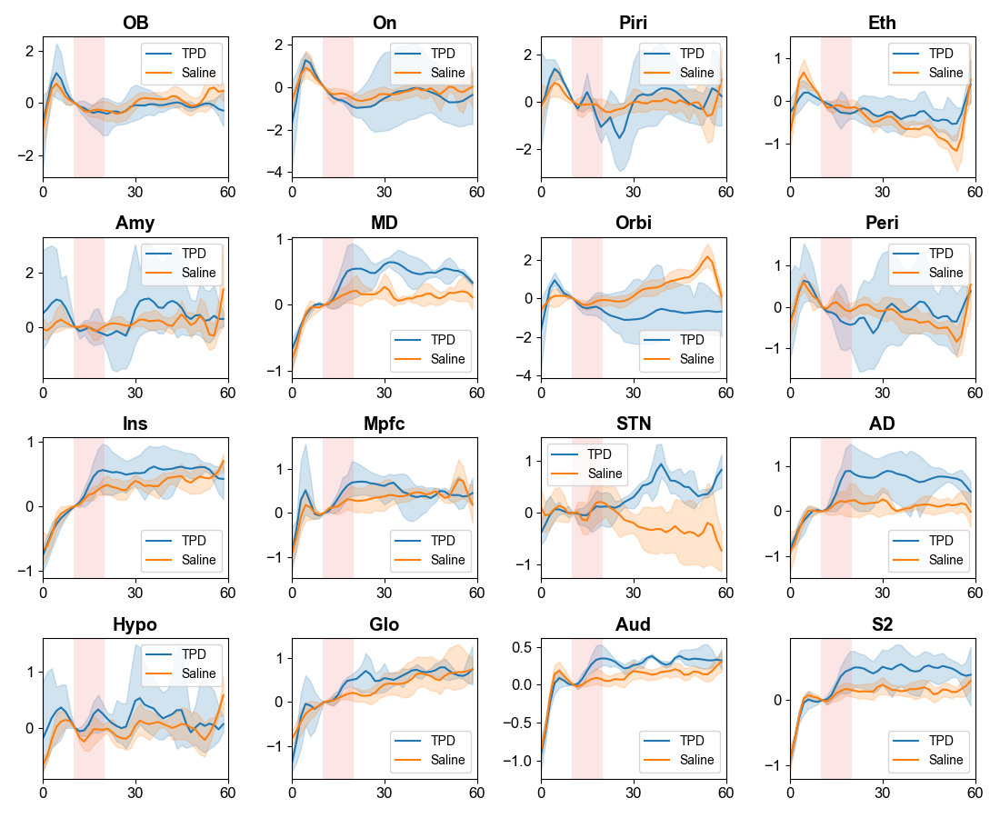 OB
2
0
−2
0 30 60
TPD
Saline
On
2
0
−2
−4
0 30 60
TPD
Saline
Piri
2
0
−2
0 30 60
TPD
Saline
Eth
1
0
−1
0 30 60
TPD
Saline
Amy
2
0
0 30 60
TPD
Saline
MD
1
0
−1
0 30 60
TPD
Saline
Orbi
2
0
−2
−4
0 30 60
TPD
Saline
Peri
1
0
−1
0 30 60
TPD
Saline
Ins
1
0
−1
0 30 60
TPD
Saline
Mpfc
1
0
−1
0 30 60
TPD
Saline
STN
1
0
−1
0 30 60
TPD
Saline
AD
1
0
−1
0 30 60
TPD
Saline
Hypo
1
0
0 30 60
TPD
Saline
Glo
1
0
−1
0 30 60
TPD
Saline
Aud
0.5
0.0
−0.5
−1.0
0 30 60
TPD
Saline
S2
0
−1
0 30 60
TPD
Saline